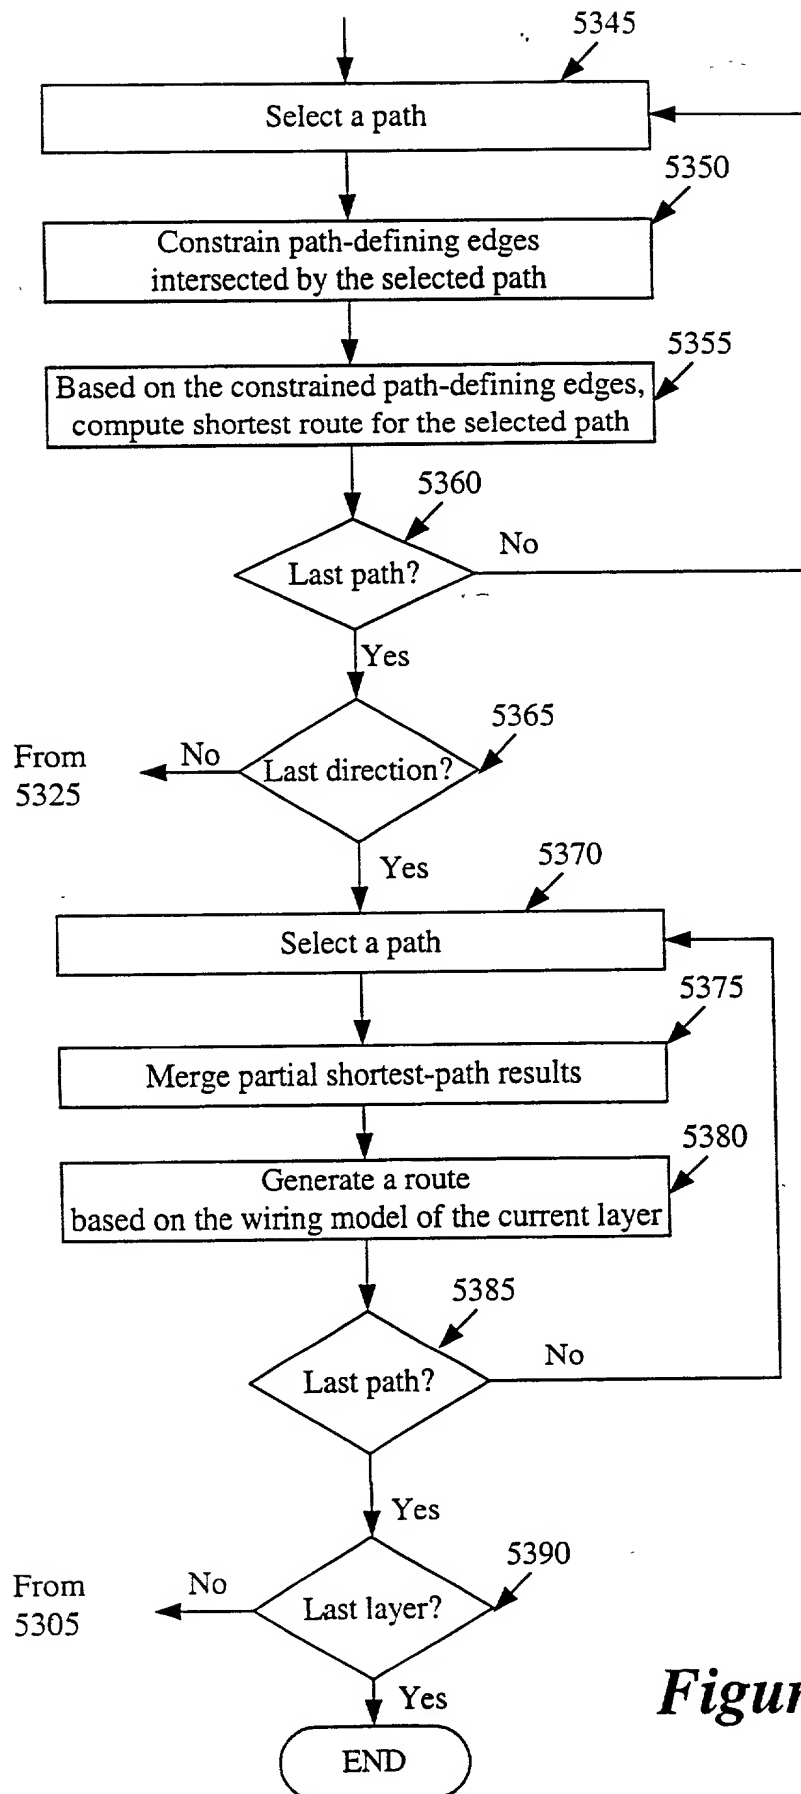 5345
Select a path
5350
Constrain path-defining edges
intersected by the selected path
5355
Based on the constrained path-defining edges,
compute shortest route for the selected path
5360
Last path?
No
Yes
5365
From
5325
No
Last direction?
Yes
5370
Select a path
5375
Merge partial shortest-path results
5380
Generate a route
based on the wiring model of the current layer
5385
Last path?
No
Yes
5390
From
5305
No
Last layer?
Yes
Figur
END